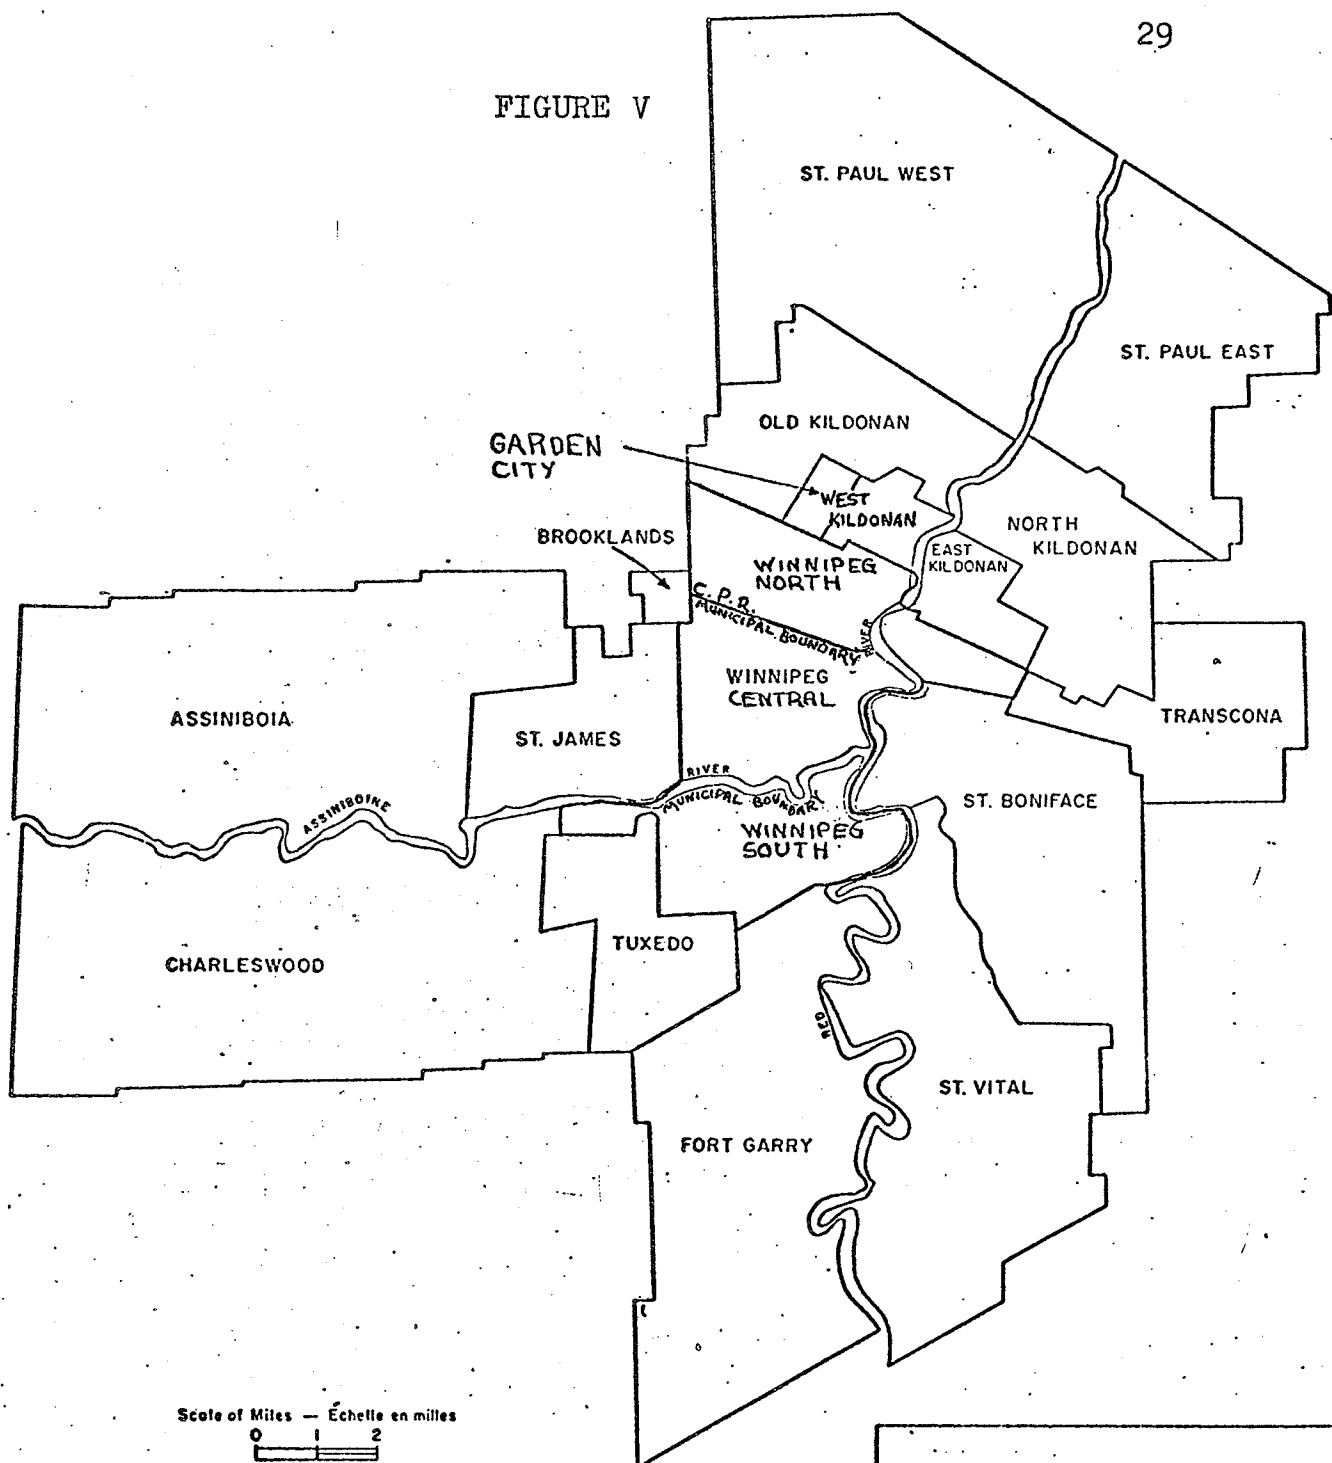 29
FIGURE V
ST. PAUL WEST
ST. PAUL EAST
OLD KILDONAN
GARDEN
CITY
WEST
KILDONAN
NORTH
KILDONAN
BROOKLANDS
EAST
KILDONAN
WINNIPEG
NORTH
C. P. R.
MUNICIPAL BOUNDARY
RIVER
WINNIPEG
CENTRAL
ASSINIBOIA
ST. JAMES
TRANSCONA
RIVER
MUNICIPAL BOUNDARY
ASSINIBOINE
ST. BONIFACE
WINNIPEG
SOUTH
TUXEDO
CHARLESWOOD
RED
ST. VITAL
FORT GARRY
Scale of Miles — Échelle en milles
0 1 2